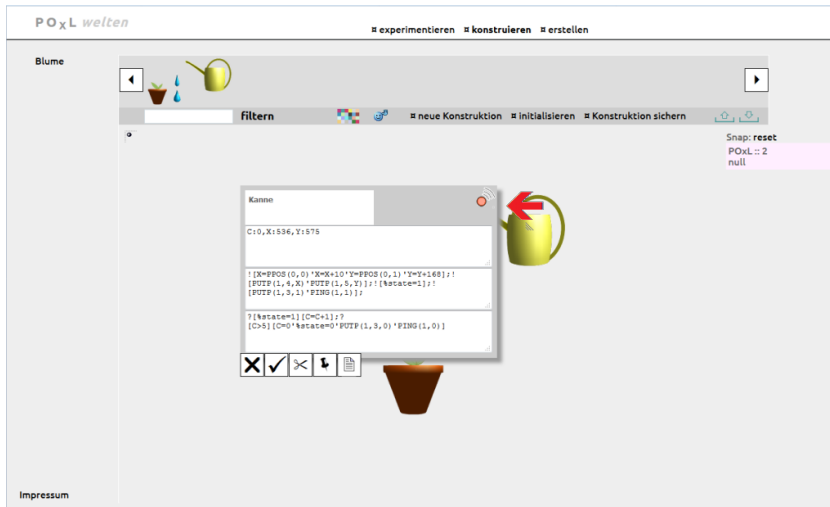 POXL welten
¤ experimentieren ¤ konstruieren ¤ erstellen
Blume
filtern
¤ neue Konstruktion ¤ initialisieren ¤ Konstruktion sichern
Snap: reset
POxL :: 2
null
Kanne
C:0,X:536,Y:575
![X=PPOS(0,0)'X=X+10'Y=PPOS(0,1)'Y=Y+168];!
[PUTP(1,4,X)'PUTP(1,5,Y)];![%state=1];!
[PUTP(1,3,1)'PING(1,1)];
?[%state=1][C=C+1];?
[C>5][C=0'%state=0'PUTP(1,3,0)'PING(1,0)]
Impressum